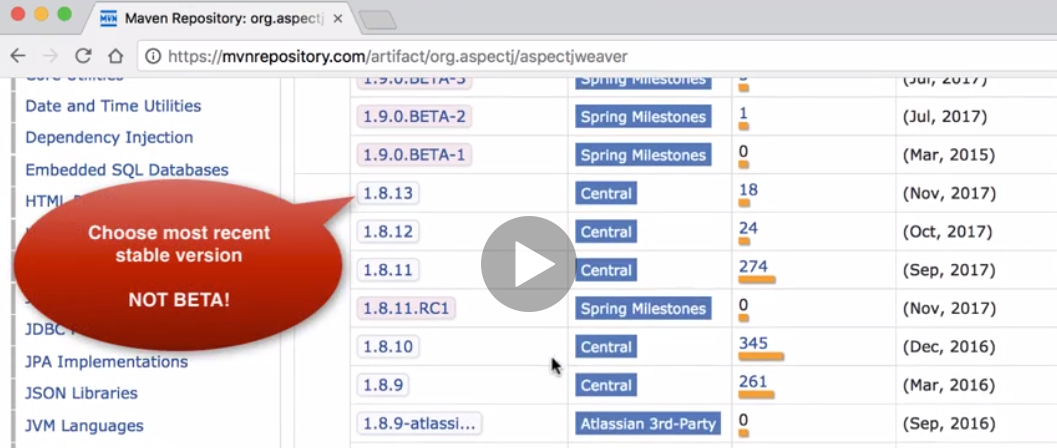 Maven Repository: org.aspectj
https://mvnrepository.com/artifact/org.aspectj/aspectjweaver
Core Utilities
Date and Time Utilities
Dependency Injection
Embedded SQL Databases
HTML
JDBC
JPA Implementations
JSON Libraries
JVM Languages
Choose most recent
stable version
NOT BETA!
1.9.0.BETA-3 Spring Milestones (Jul, 2017)
1.9.0.BETA-2 Spring Milestones 1 (Jul, 2017)
1.9.0.BETA-1 Spring Milestones 0 (Mar, 2015)
1.8.13 Central 18 (Nov, 2017)
1.8.12 Central 24 (Oct, 2017)
1.8.11 Central 274 (Sep, 2017)
1.8.11.RC1 Spring Milestones 0 (Nov, 2017)
1.8.10 Central 345 (Dec, 2016)
1.8.9 Central 261 (Mar, 2016)
1.8.9-atlassi... Atlassian 3rd-Party 0 (Sep, 2016)